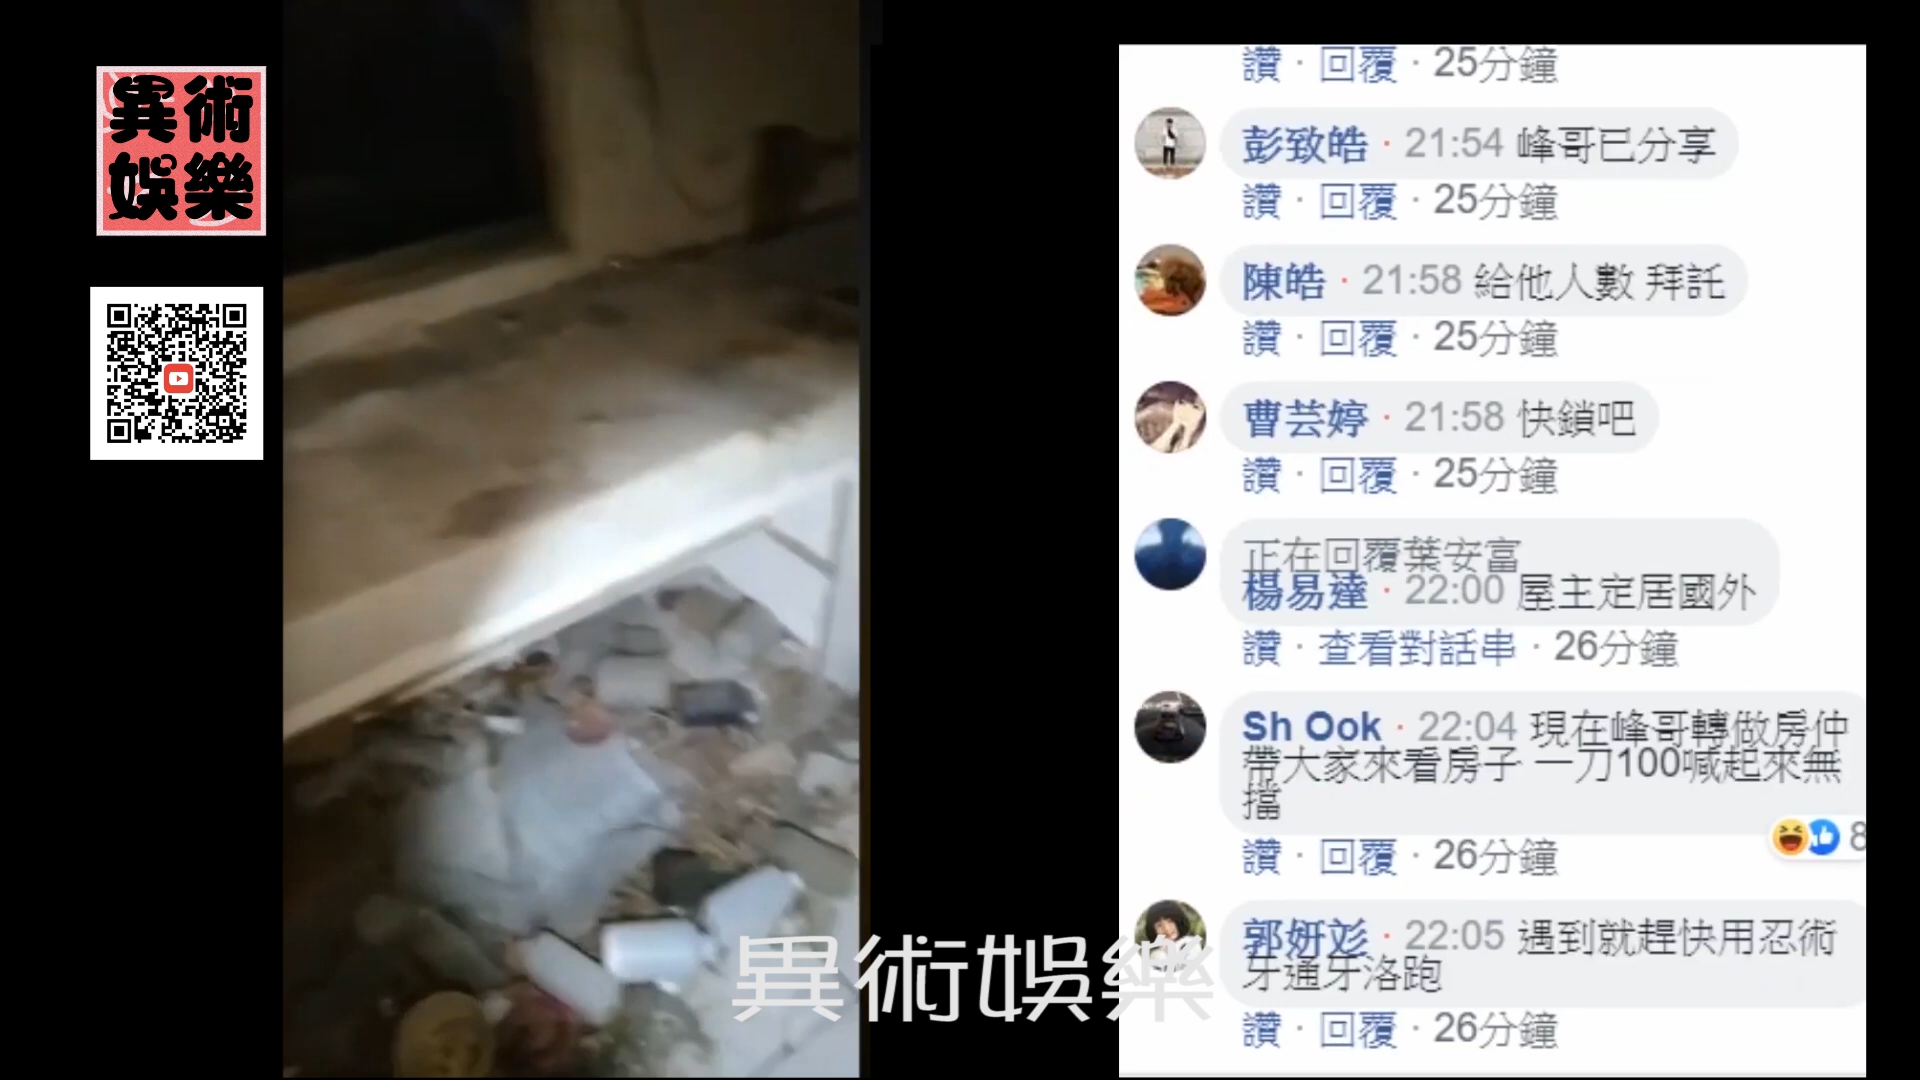 異術
娛樂
讚 · 回覆 · 25分鐘
彭致皓 · 21:54 峰哥已分享
讚 · 回覆 · 25分鐘
陳皓 · 21:58 給他人數 拜託
讚 · 回覆 · 25分鐘
曹芸婷 · 21:58 快鎖吧
讚 · 回覆 · 25分鐘
正在回覆葉安富
楊易達 · 22:00 屋主定居國外
讚 · 查看對話串 · 26分鐘
Sh Ook · 22:04 現在峰哥轉做房仲
帶大家來看房子 一刀100喊起來無
擋
8
讚 · 回覆 · 26分鐘
郭妍彣 · 22:05 遇到就趕快用忍術
牙通牙洛跑
讚 · 回覆 · 26分鐘
異術娛樂